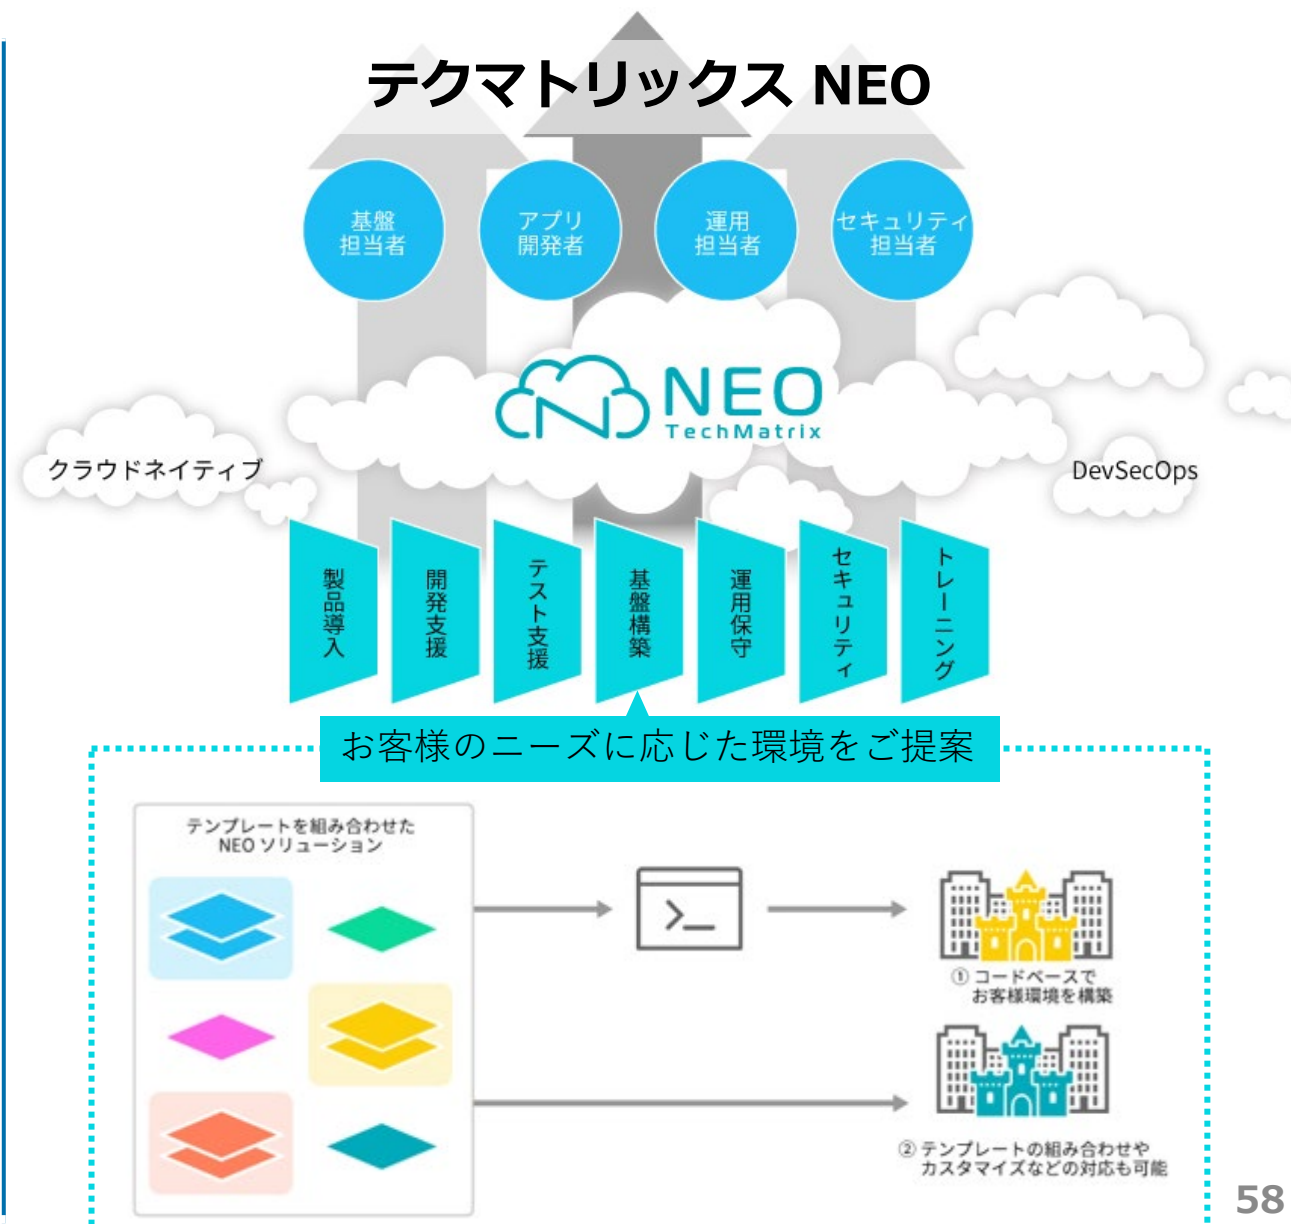 テクマトリックス NEO
基盤
担当者
アプリ
開発者
運用
担当者
セキュリティ
担当者
NEO
TechMatrix
クラウドネイティブ
DevSecOps
製品導入
開発支援
テスト支援
基盤構築
運用保守
セキュリティ
トレーニング
お客様のニーズに応じた環境をご提案
テンプレートを組み合わせた
NEO ソリューション
① コードベースで
お客様環境を構築
② テンプレートの組み合わせや
カスタマイズなどの対応も可能
58